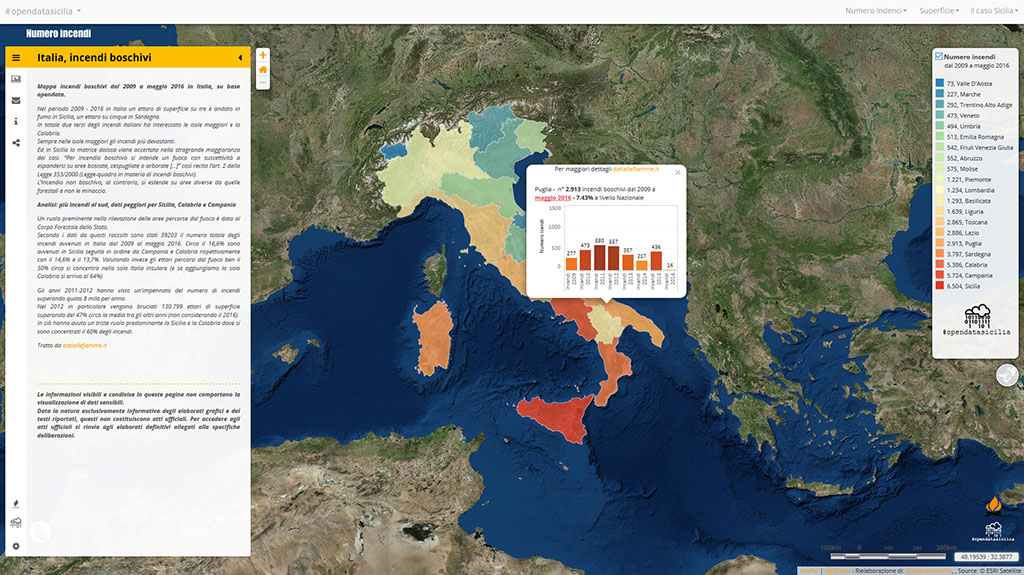 #opendatasicilia
Numero Indenci
Superficie
Il caso Sicilia
Numero incendi
Italia, incendi boschivi
Mappa incendi boschivi dal 2009 a maggio 2016 in Italia, su base
opendata.
Nel periodo 2009 - 2016 in Italia un ettaro di superficie su tre è andato in
fumo in Sicilia, un ettaro su cinque in Sardegna.
In totale due terzi degli incendi italiani ha interessato le isole maggiori e la
Calabria.
Sempre nelle isole maggiori gli incendi più devastanti.
Ed in Sicilia la matrice dolosa viene accertata nella stragrande maggioranza
dei casi. "Per incendio boschivo si intende un fuoco con suscettività a
espandersi su aree boscate, cespugliate o arborate [...]" così recita l'art. 2 della
Legge 353/2000 (Legge-quadro in materia di incendi boschivi).
L'Incendio non boschivo, al contrario, si estende su aree diverse da quelle
forestali e non le minaccia.
Analisi: più incendi al sud, dati peggiori per Sicilia, Calabria e Campania
Un ruolo preminente nella rilevazione delle aree percorse dal fuoco è data al
Corpo Forestale dello Stato.
Secondo i dati da questi raccolti sono stati 39203 il numero totale degli
incendi avvenuti in Italia dal 2009 al maggio 2016. Circa il 16,6% sono
avvenuti in Sicilia seguita in ordine da Campania e Calabria rispettivamente
con il 14,6% e il 13,7%. Valutando invece gli ettari percorsi dal fuoco ben il
50% circa si concentra nella sola Italia insulare (e se aggiungiamo la sola
Calabria si arriva al 64%)
Gli anni 2011-2012 hanno visto un'impennata del numero di incendi
superando quota 8 mila per anno.
Nel 2012 in particolare vengono bruciati 130.799 ettari di superficie
superando del 47% circa la media tra gli altri anni (non considerando il 2016).
In ciò hanno avuto un triste ruolo predominante la Sicilia e la Calabria dove si
sono concentrati il 60% degli incendi.
Tratto da datiallefiamme.it
Le informazioni visibili e condivise in queste pagine non comportano la
visualizzazione di dati sensibili.
Data la natura esclusivamente informativa degli elaborati grafici e dei
testi riportati, questi non costituiscono atti ufficiali. Per accedere agli
atti ufficiali si rinvia agli elaborati definitivi allegati alle specifiche
deliberazioni.
Per maggiori dettagli datiallefiamme.it
Puglia - n° 2.913 incendi boschivi dal 2009 a
maggio 2016 - 7.43% a livello Nazionale
Numero incendi
1500
1000
500
0
277
473
580
557
357
217
436
16
incendi 2009
incendi 2010
incendi 2011
incendi 2012
incendi 2013
incendi 2014
incendi 2015
Numero incendi
dal 2009 a maggio 2016
73, Valle D'Aosta
227, Marche
292, Trentino Alto Adige
473, Veneto
494, Umbria
513, Emilia Romagna
542, Friuli Venezia Giulia
552, Abruzzo
575, Molise
1.221, Piemonte
1.234, Lombardia
1.293, Basilicata
1.639, Liguria
2.865, Toscana
2.886, Lazio
2.913, Puglia
3.797, Sardegna
5.386, Calabria
5.724, Campania
6.504, Sicilia
#opendatasicilia
#opendatasicilia
100km 0 100 200 300km
48.19539 : 32.3877
Leaflet | - Rielaborazione di: , Source: © ESRI Satellite